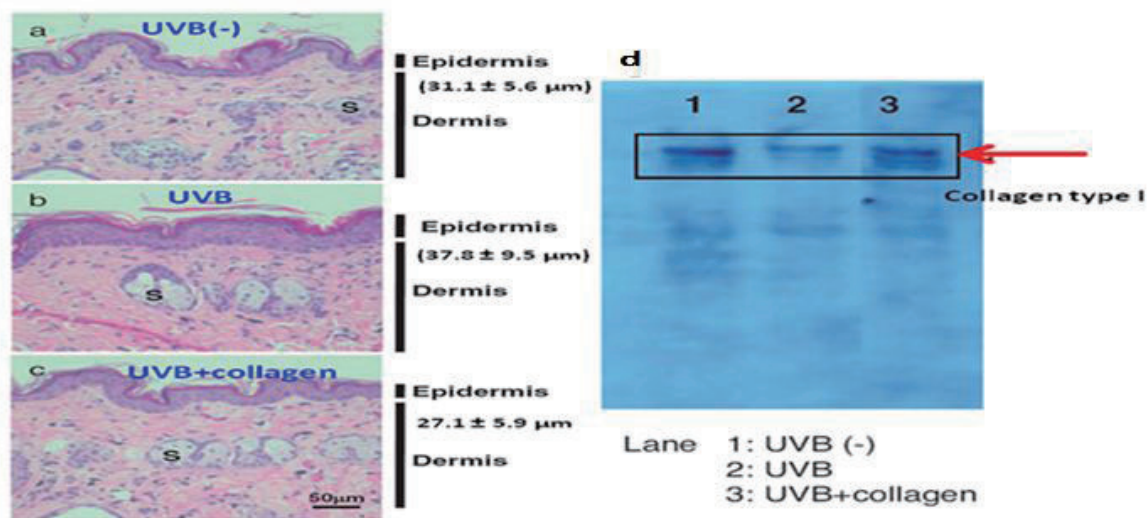 a
UVB(-)
Epidermis
(31.1 ± 5.6 µm)
S
Dermis
b
UVB
Epidermis
(37.8 ± 9.5 µm)
S
Dermis
c
UVB+collagen
Epidermis
27.1 ± 5.9 µm
S
Dermis
50µm
d
1 2 3
Collagen type I
Lane 1: UVB (-)
2: UVB
3: UVB+collagen